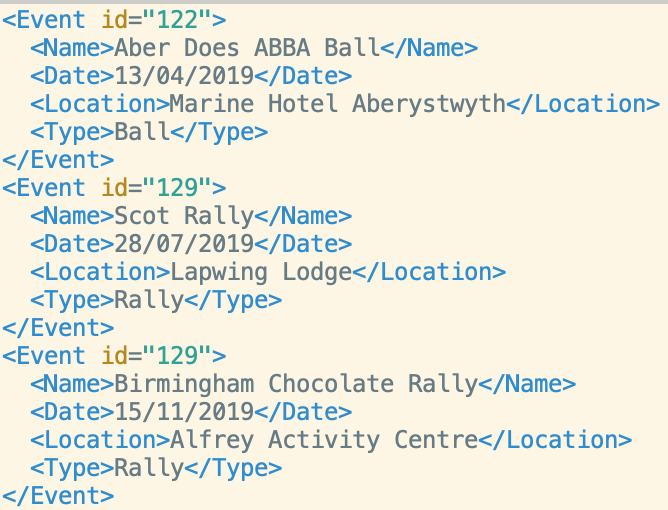 <Event id="122">
<Name>Aber Does ABBA Ball</Name>
<Date>13/04/2019</Date>
<Location>Marine Hotel Aberystwyth</Location>
<Type>Ball</Type>
</Event>
<Event id="129">
<Name>Scot Rally</Name>
<Date>28/07/2019</Date>
<Location>Lapwing Lodge</Location>
<Type>Rally</Type>
</Event>
<Event id="129">
<Name>Birmingham Chocolate Rally</Name>
<Date>15/11/2019</Date>
<Location>Alfrey Activity Centre</Location>
<Type>Rally</Type>
</Event>